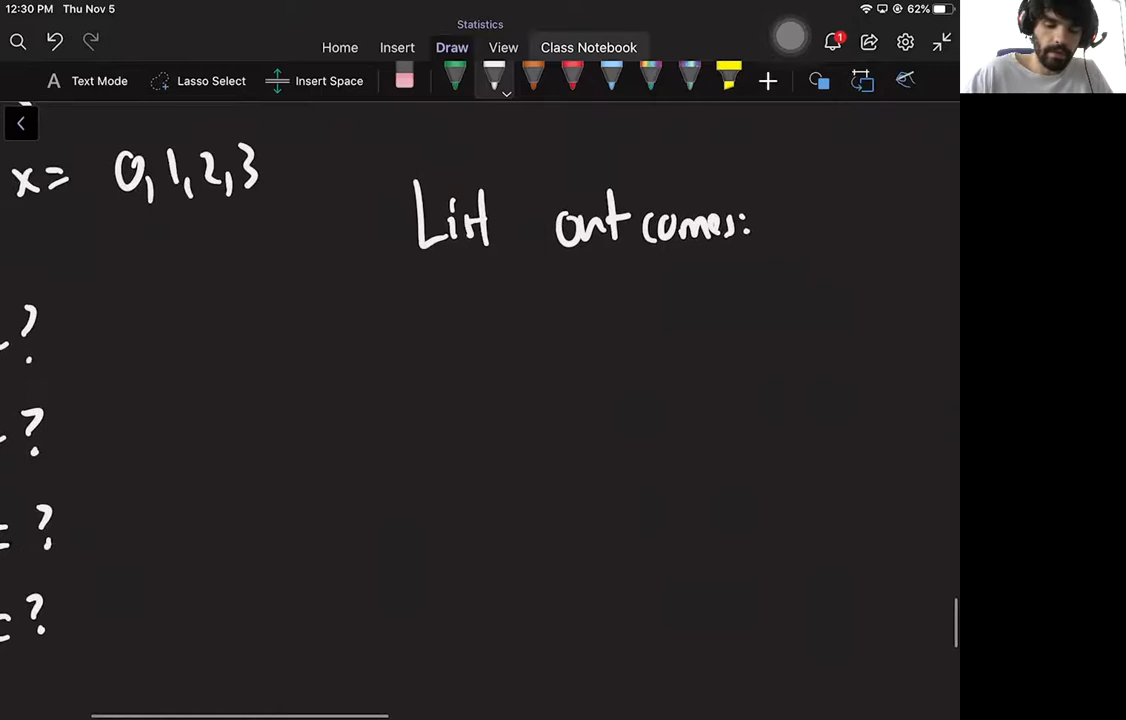 12:30 PM Thu Nov 5
62%
Statistics
Home Insert Draw View Class Notebook
1
Text Mode Lasso Select Insert Space
x= 0,1,2,3
List outcomes:
?
?
= ?
= ?